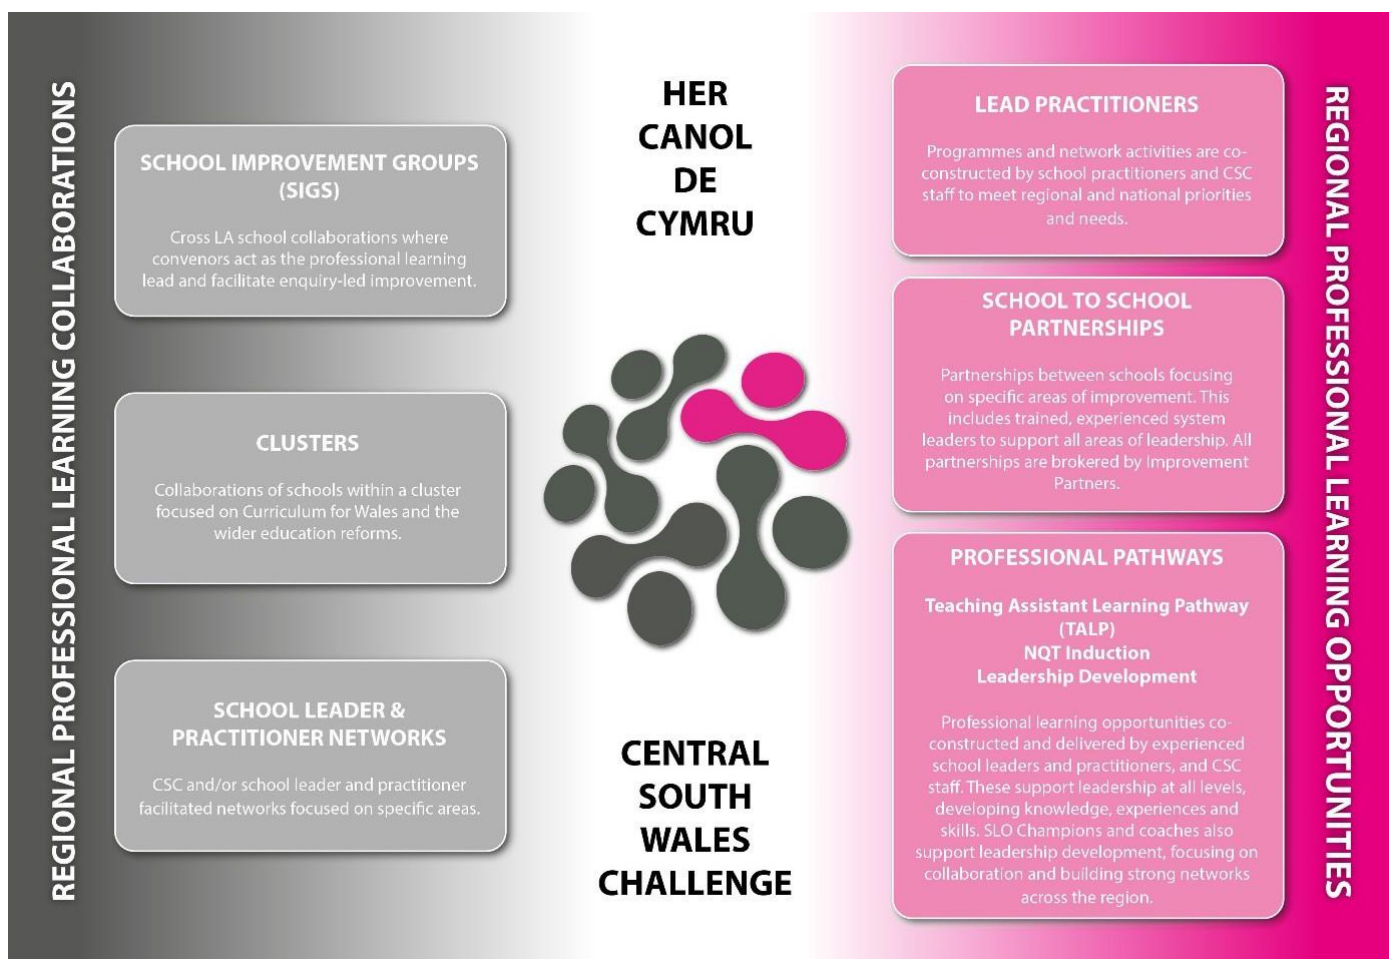 REGIONAL PROFESSIONAL LEARNING COLLABORATIONS
SCHOOL IMPROVEMENT GROUPS
(SIGS)
Cross LA school collaborations where
convenors act as the professional learning
lead and facilitate enquiry-led improvement.
CLUSTERS
Collaborations of schools within a cluster
focused on Curriculum for Wales and the
wider education reforms.
SCHOOL LEADER &
PRACTITIONER NETWORKS
CSC and/or school leader and practitioner
facilitated networks focused on specific areas.
HER
CANOL
DE
CYMRU
CENTRAL
SOUTH
WALES
CHALLENGE
LEAD PRACTITIONERS
Programmes and network activities are co-
constructed by school practitioners and CSC
staff to meet regional and national priorities
and needs.
SCHOOL TO SCHOOL
PARTNERSHIPS
Partnerships between schools focusing
on specific areas of improvement. This
includes trained, experienced system
leaders to support all areas of leadership. All
partnerships are brokered by Improvement
Partners.
PROFESSIONAL PATHWAYS
Teaching Assistant Learning Pathway
(TALP)
NQT Induction
Leadership Development
Professional learning opportunities co-
constructed and delivered by experienced
school leaders and practitioners, and CSC
staff. These support leadership at all levels,
developing knowledge, experiences and
skills. SLO Champions and coaches also
support leadership development, focusing on
collaboration and building strong networks
across the region.
REGIONAL PROFESSIONAL LEARNING OPPORTUNITIES